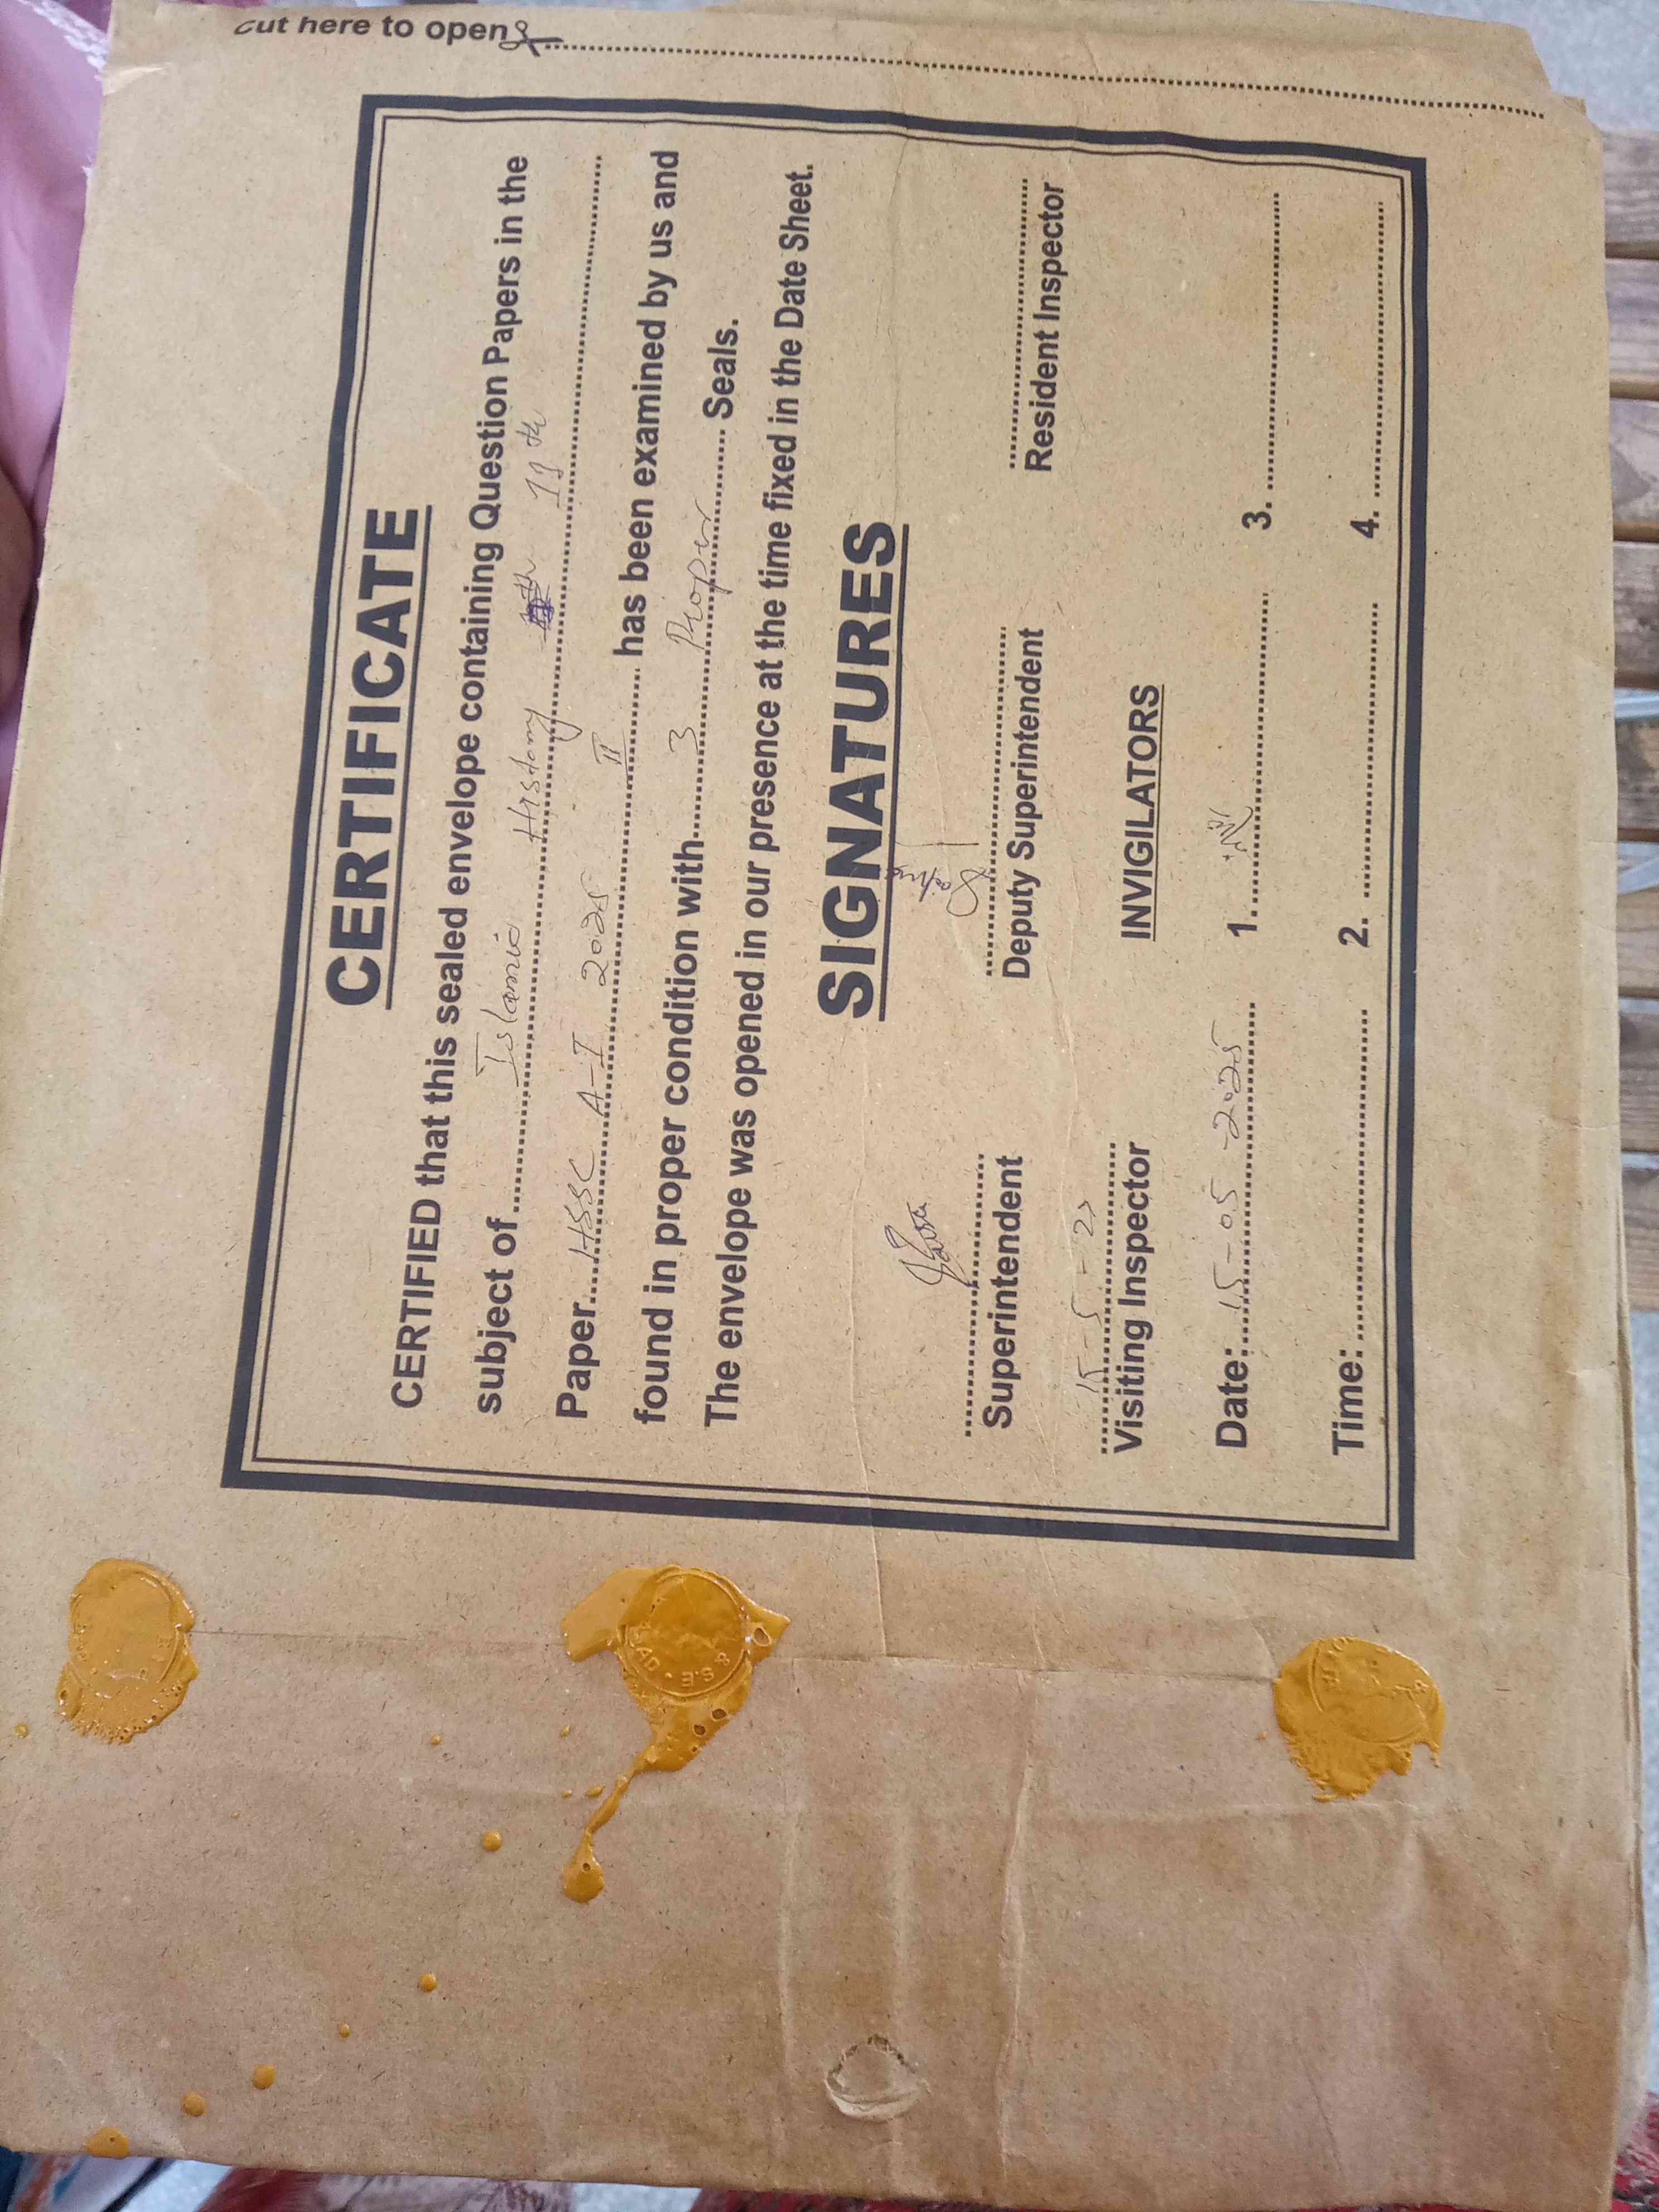 cut here to open
CERTIFICATE
CERTIFIED that this sealed envelope containing Question Papers in the
subject of Islamic History 11th
Paper HSSC A-I 2025 II has been examined by us and
found in proper condition with 3 Proper Seals.
The envelope was opened in our presence at the time fixed in the Date Sheet.
SIGNATURES
Superintendent Deputy Superintendent Resident Inspector
15-5-2
Visiting Inspector INVIGILATORS
Date: 15-05-2025 1. 3.
Time: 2. 4.
& S.E